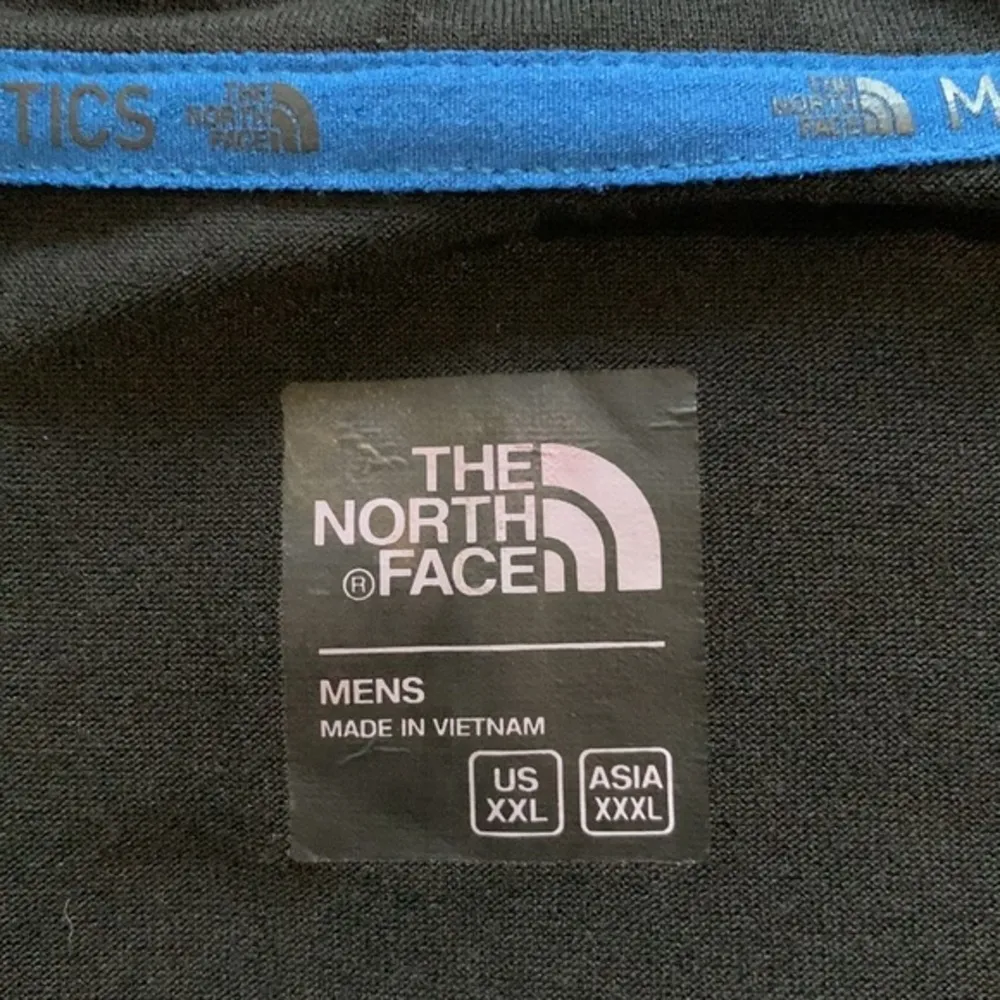 TICS THE NORTH FACE THE NORTH FACE M
THE
NORTH
® FACE
MENS
MADE IN VIETNAM
US ASIA
XXL XXXL